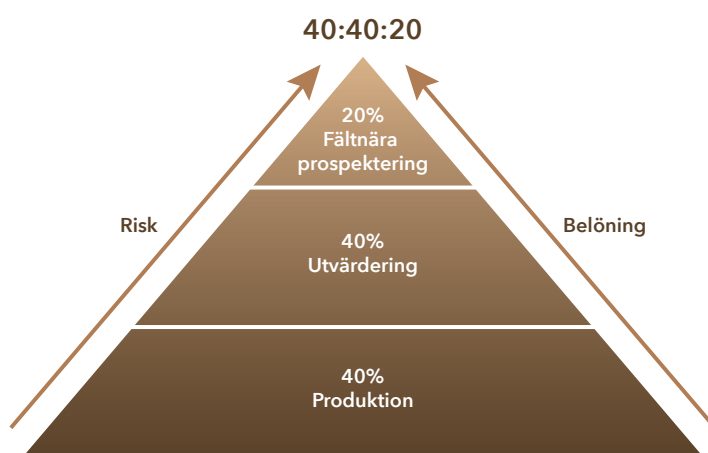 40:40:20
20%
Fältnära
prospektering
Risk
Belöning
40%
Utvärdering
40%
Produktion